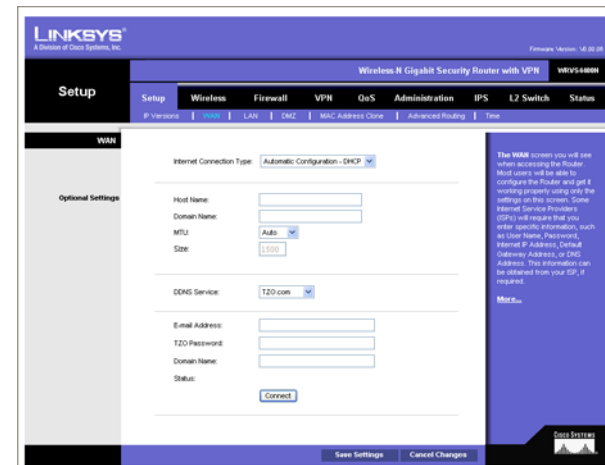 LINKSYS®
A Division of Cisco Systems, Inc.
Firmware Version: V0.00.26
Wireless-N Gigabit Security Router with VPN WRVS4400N
Setup
Setup Wireless Firewall VPN QoS Administration IPS L2 Switch Status
IP Versions | WAN | LAN | DMZ | MAC Address Clone | Advanced Routing | Time
WAN
Internet Connection Type: Automatic Configuration - DHCP
Optional Settings
Host Name:
Domain Name:
MTU: Auto
Size: 1500
DDNS Service: TZO.com
E-mail Address:
TZO Password:
Domain Name:
Status:
Connect
The WAN screen you will see
when accessing the Router.
Most users will be able to
configure the Router and get it
working properly using only the
settings on this screen. Some
Internet Service Providers
(ISPs) will require that you
enter specific information, such
as User Name, Password,
Internet IP Address, Default
Gateway Address, or DNS
Address. This information can
be obtained from your ISP, if
required.
More...
Save Settings Cancel Changes
CISCO SYSTEMS